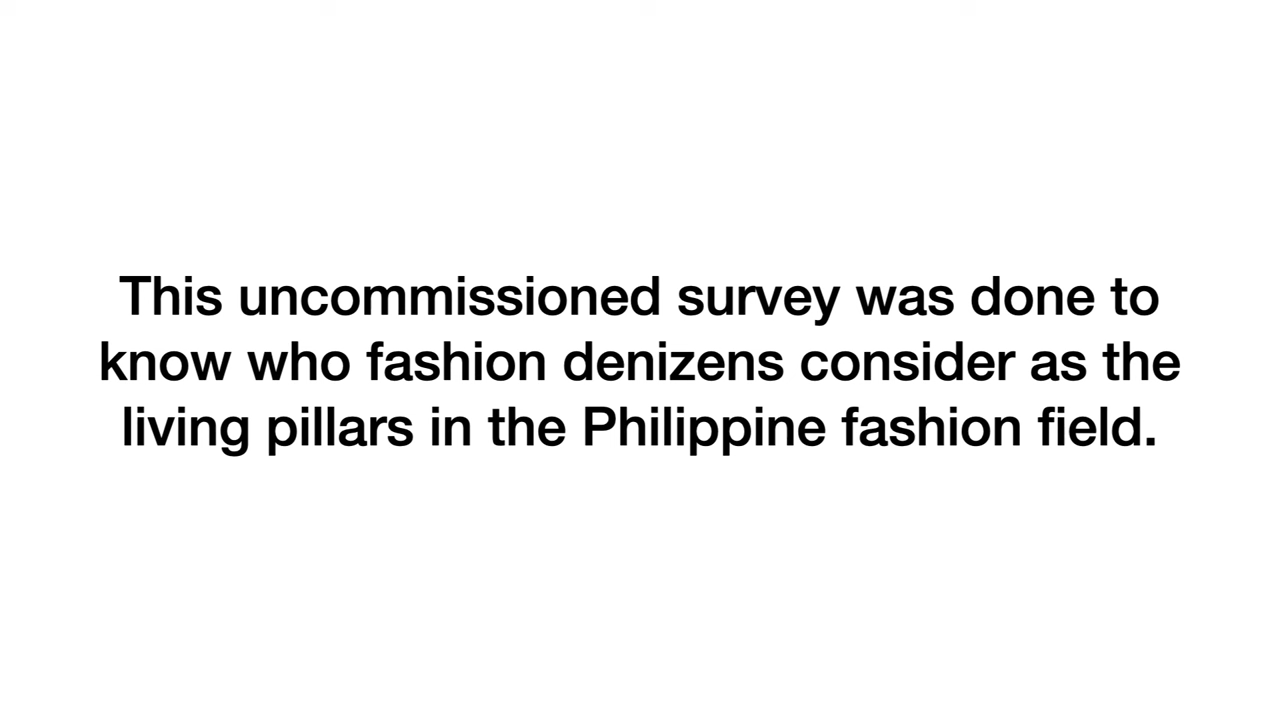 This uncommissioned survey was done to
know who fashion denizens consider as the
living pillars in the Philippine fashion field.